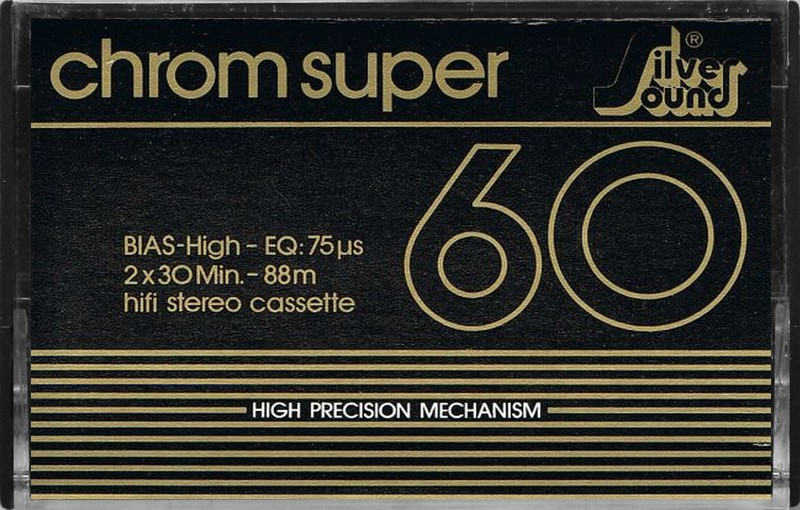 chrom super
Silver Sound ®
60
BIAS-High - EQ: 75 µs
2 x 30 Min. - 88 m
hifi stereo cassette
HIGH PRECISION MECHANISM